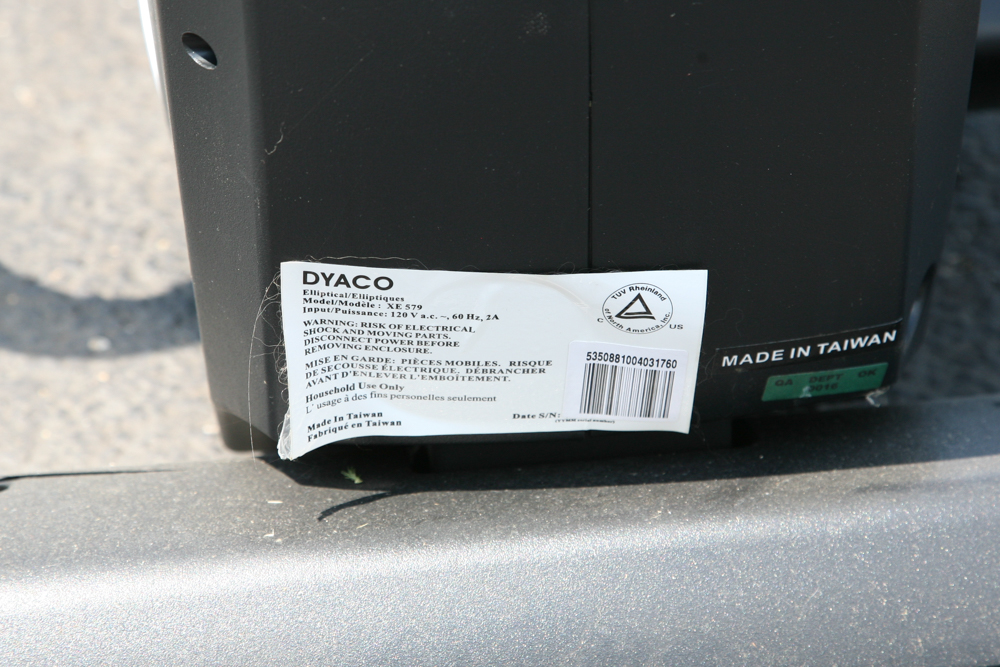 DYACO
Elliptical/Elliptiques
Model/Modèle : XE 579
Input/Puissance: 120 V a.c. ~, 60 Hz, 2A
WARNING: RISK OF ELECTRICAL
SHOCK AND MOVING PARTS.
DISCONNECT POWER BEFORE
REMOVING ENCLOSURE.
MISE EN GARDE: PIÈCES MOBILES. RISQUE
DE SECOUSSE ÉLECTRIQUE. DÉBRANCHER
AVANT D'ENLEVER L'EMBOÎTEMENT.
Household Use Only
L' usage à des fins personelles seulement
Made In Taiwan
Fabriqué en Taiwan
Date S/N:
TUV Rheinland
of North America, Inc.
C US
5350881004031760
MADE IN TAIWAN
QA DEPT OK